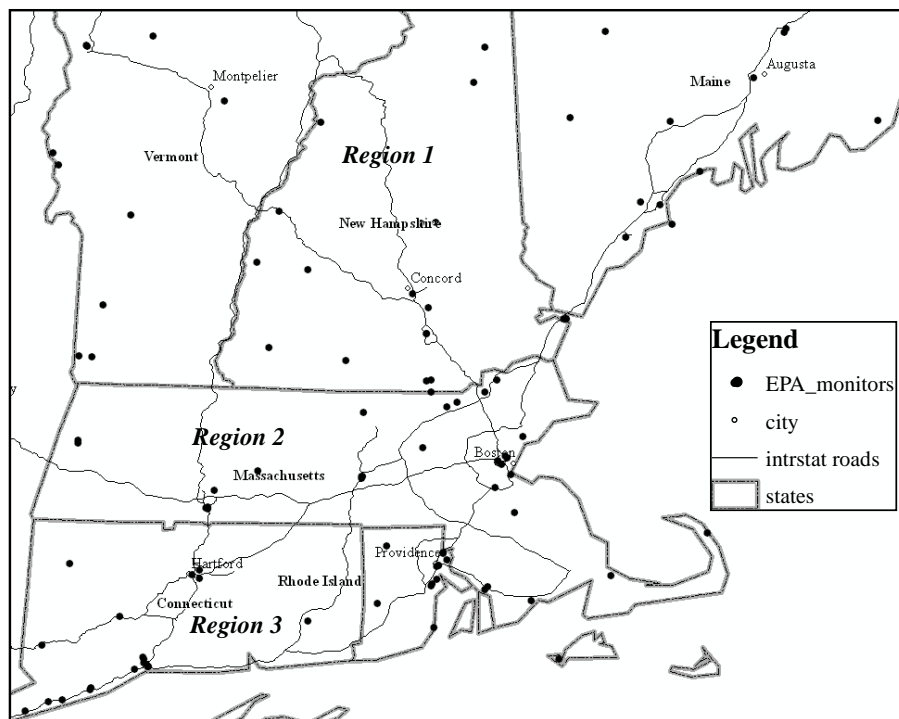 Montpelier
Maine
Augusta
Vermont
Region 1
New Hampshire
Concord
Legend
EPA_monitors
city
intrstat roads
states
y
Region 2
Boston
Massachusetts
Providence
Hartford
Rhode Island
Connecticut
Region 3